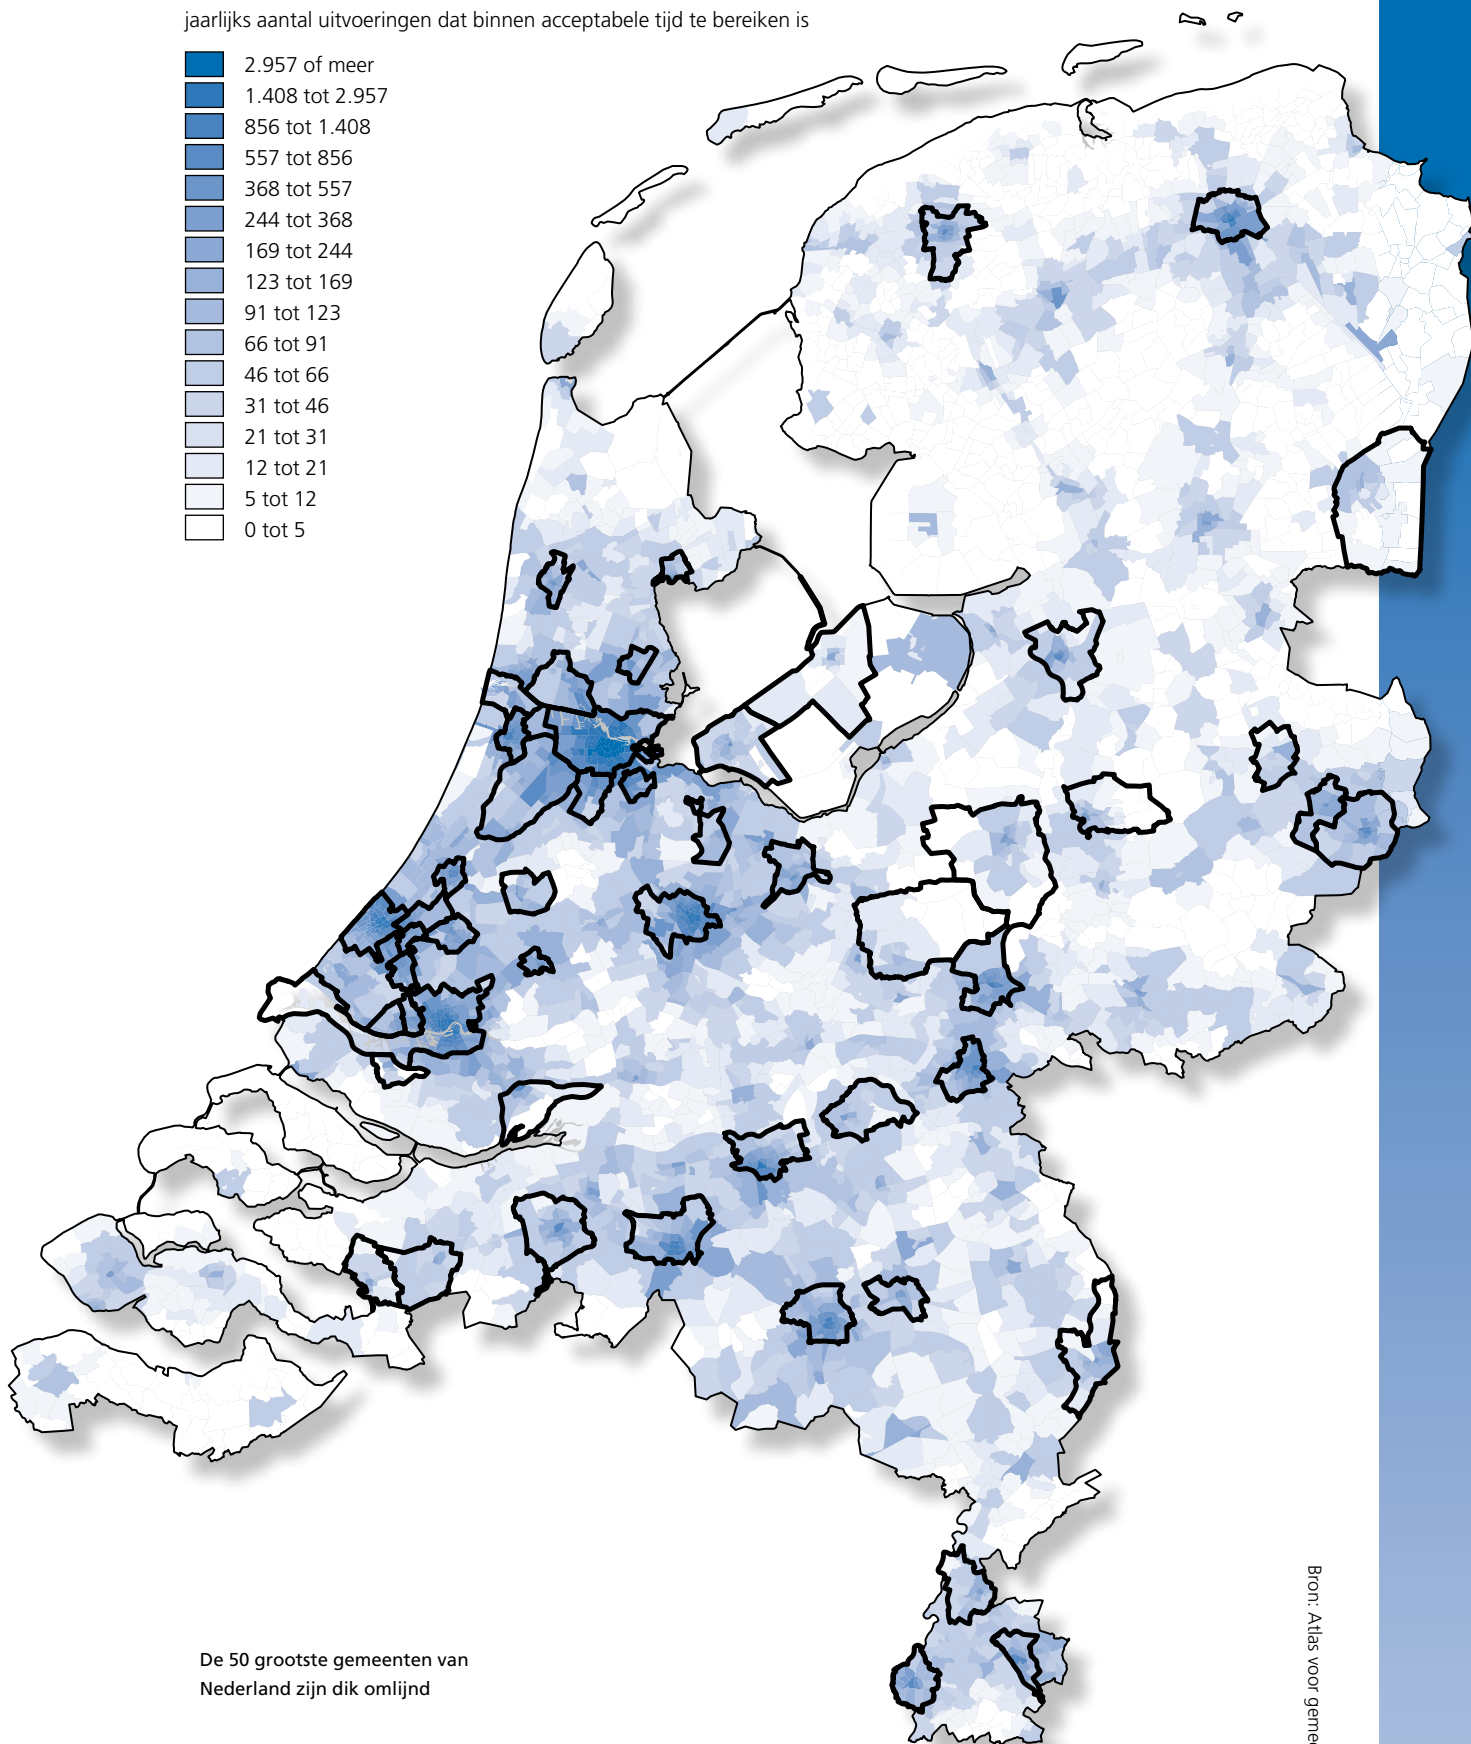 jaarlijks aantal uitvoeringen dat binnen acceptabele tijd te bereiken is
2.957 of meer
1.408 tot 2.957
856 tot 1.408
557 tot 856
368 tot 557
244 tot 368
169 tot 244
123 tot 169
91 tot 123
66 tot 91
46 tot 66
31 tot 46
21 tot 31
12 tot 21
5 tot 12
0 tot 5
De 50 grootste gemeenten van
Nederland zijn dik omlijnd
Bron: Atlas voor